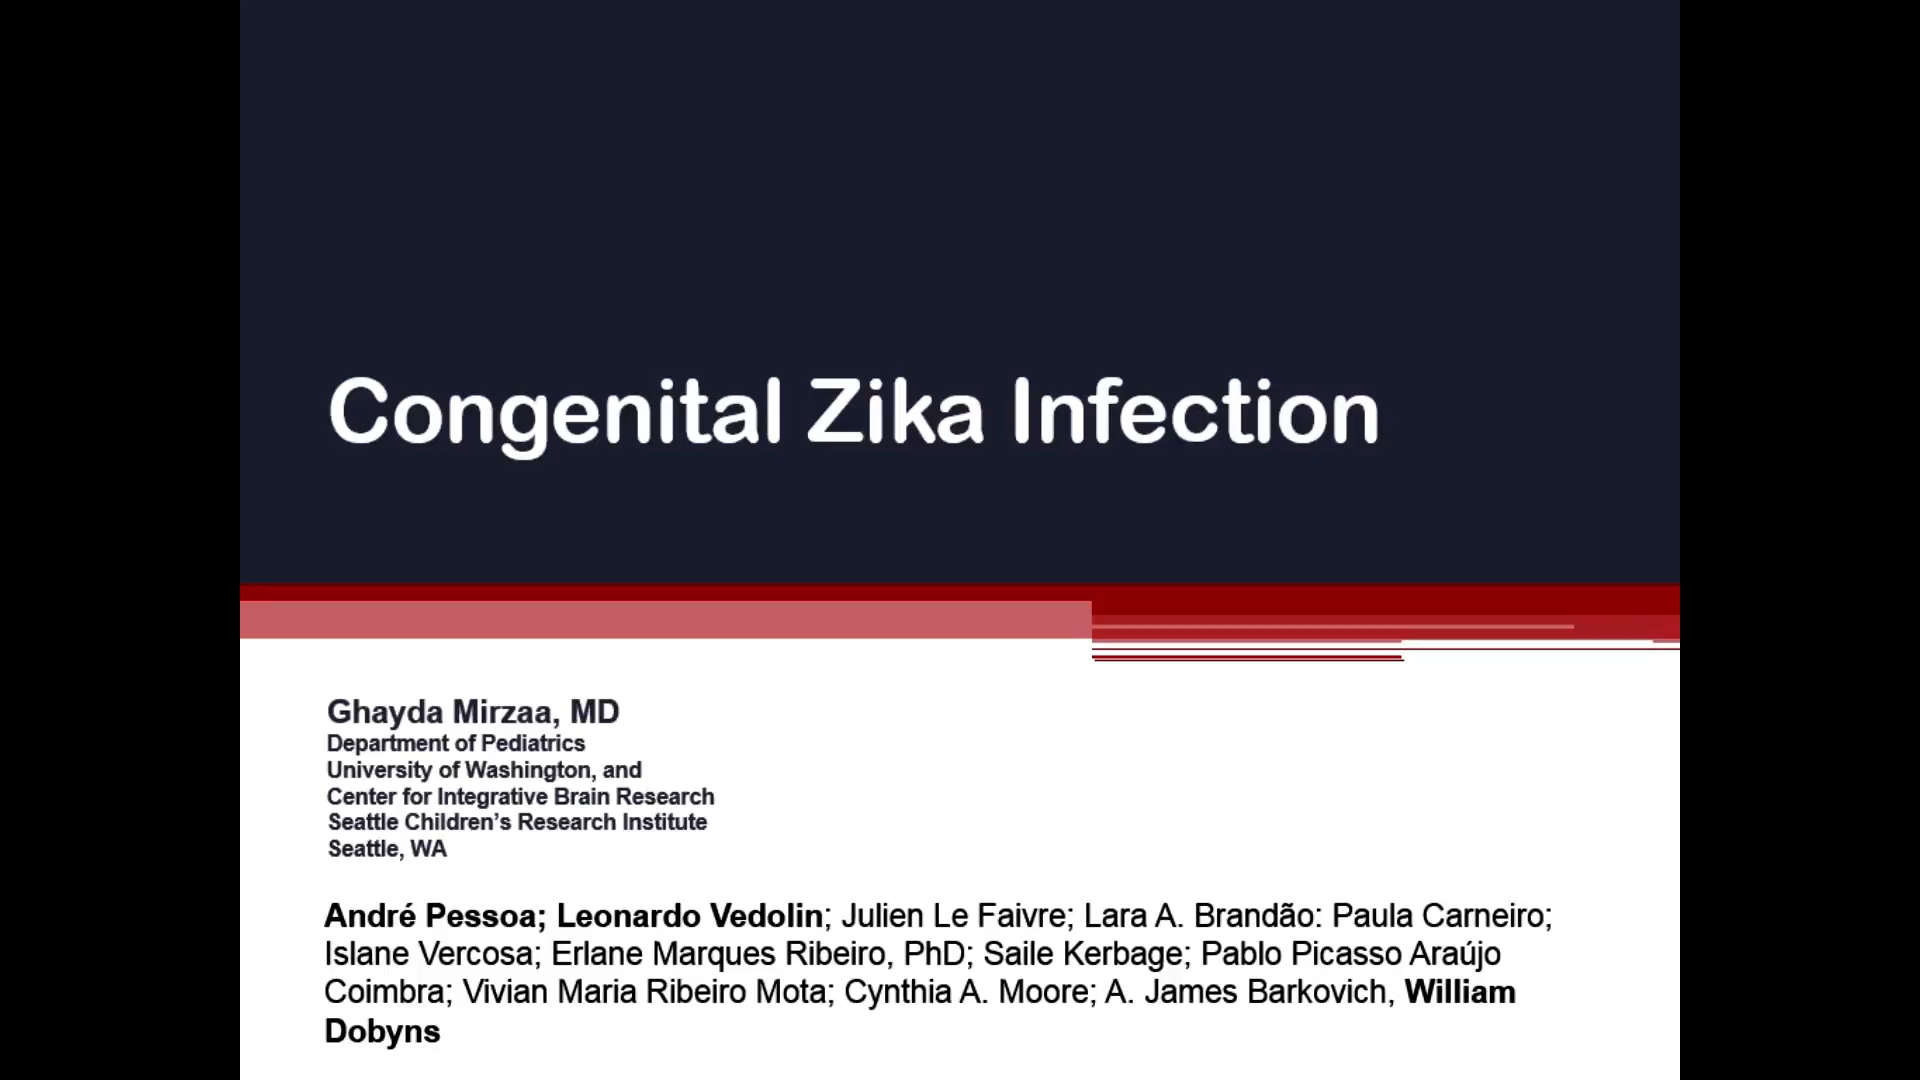 Congenital Zika Infection
Ghayda Mirzaa, MD
Department of Pediatrics
University of Washington, and
Center for Integrative Brain Research
Seattle Children’s Research Institute
Seattle, WA
André Pessoa; Leonardo Vedolin; Julien Le Faivre; Lara A. Brandão: Paula Carneiro;
Islane Vercosa; Erlane Marques Ribeiro, PhD; Saile Kerbage; Pablo Picasso Araújo
Coimbra; Vivian Maria Ribeiro Mota; Cynthia A. Moore; A. James Barkovich, William
Dobyns